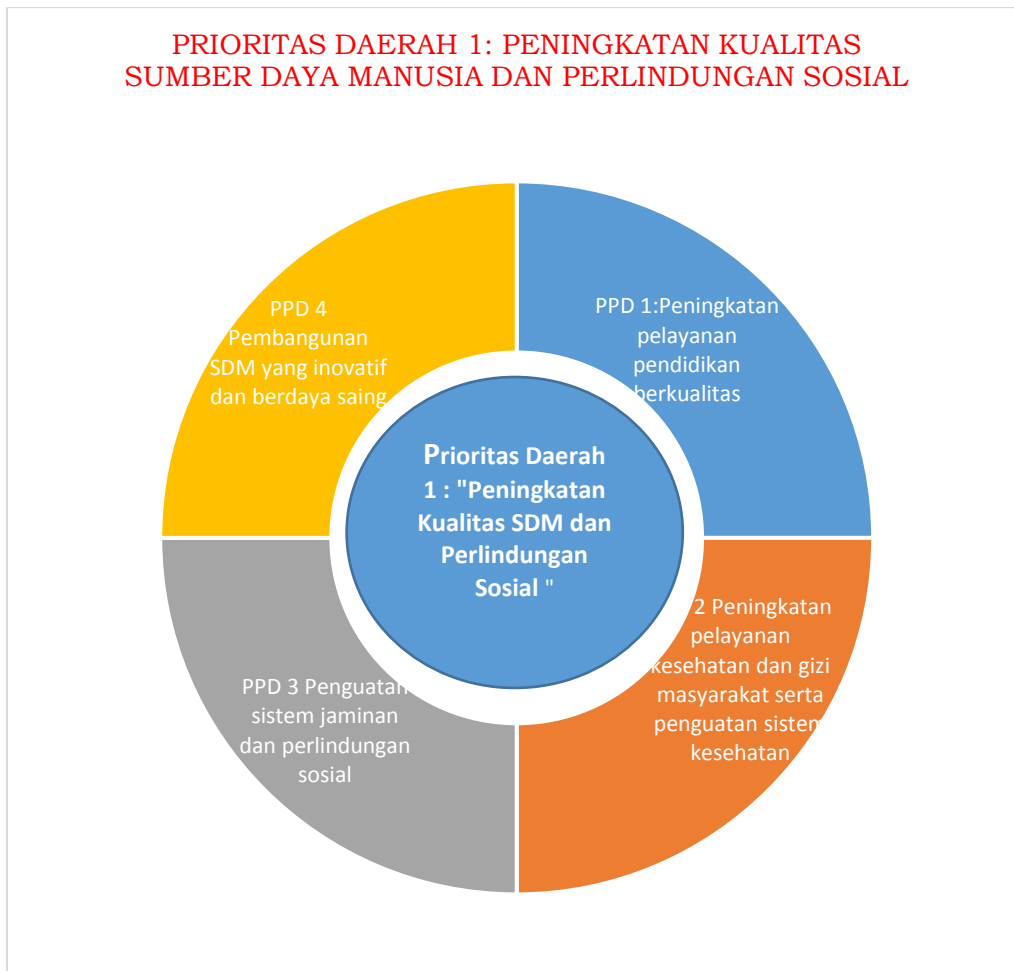 PRIORITAS DAERAH 1: PENINGKATAN KUALITAS
SUMBER DAYA MANUSIA DAN PERLINDUNGAN SOSIAL
PPD 4
Pembangunan
SDM yang inovatif
dan berdaya saing
PPD 1:Peningkatan
pelayanan
pendidikan
berkualitas
Prioritas Daerah
1 : "Peningkatan
Kualitas SDM dan
Perlindungan
Sosial "
PPD 3 Penguatan
sistem jaminan
dan perlindungan
sosial
2 Peningkatan
pelayanan
kesehatan dan gizi
masyarakat serta
penguatan sistem
kesehatan